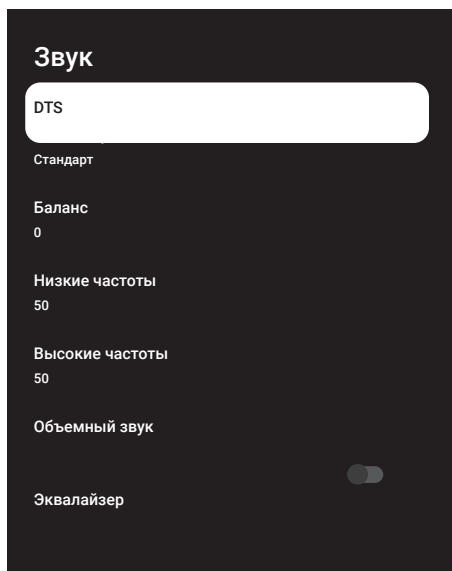 Звук
DTS
Стандарт
Баланс
0
Низкие частоты
50
Высокие частоты
50
Объемный звук
Эквалайзер